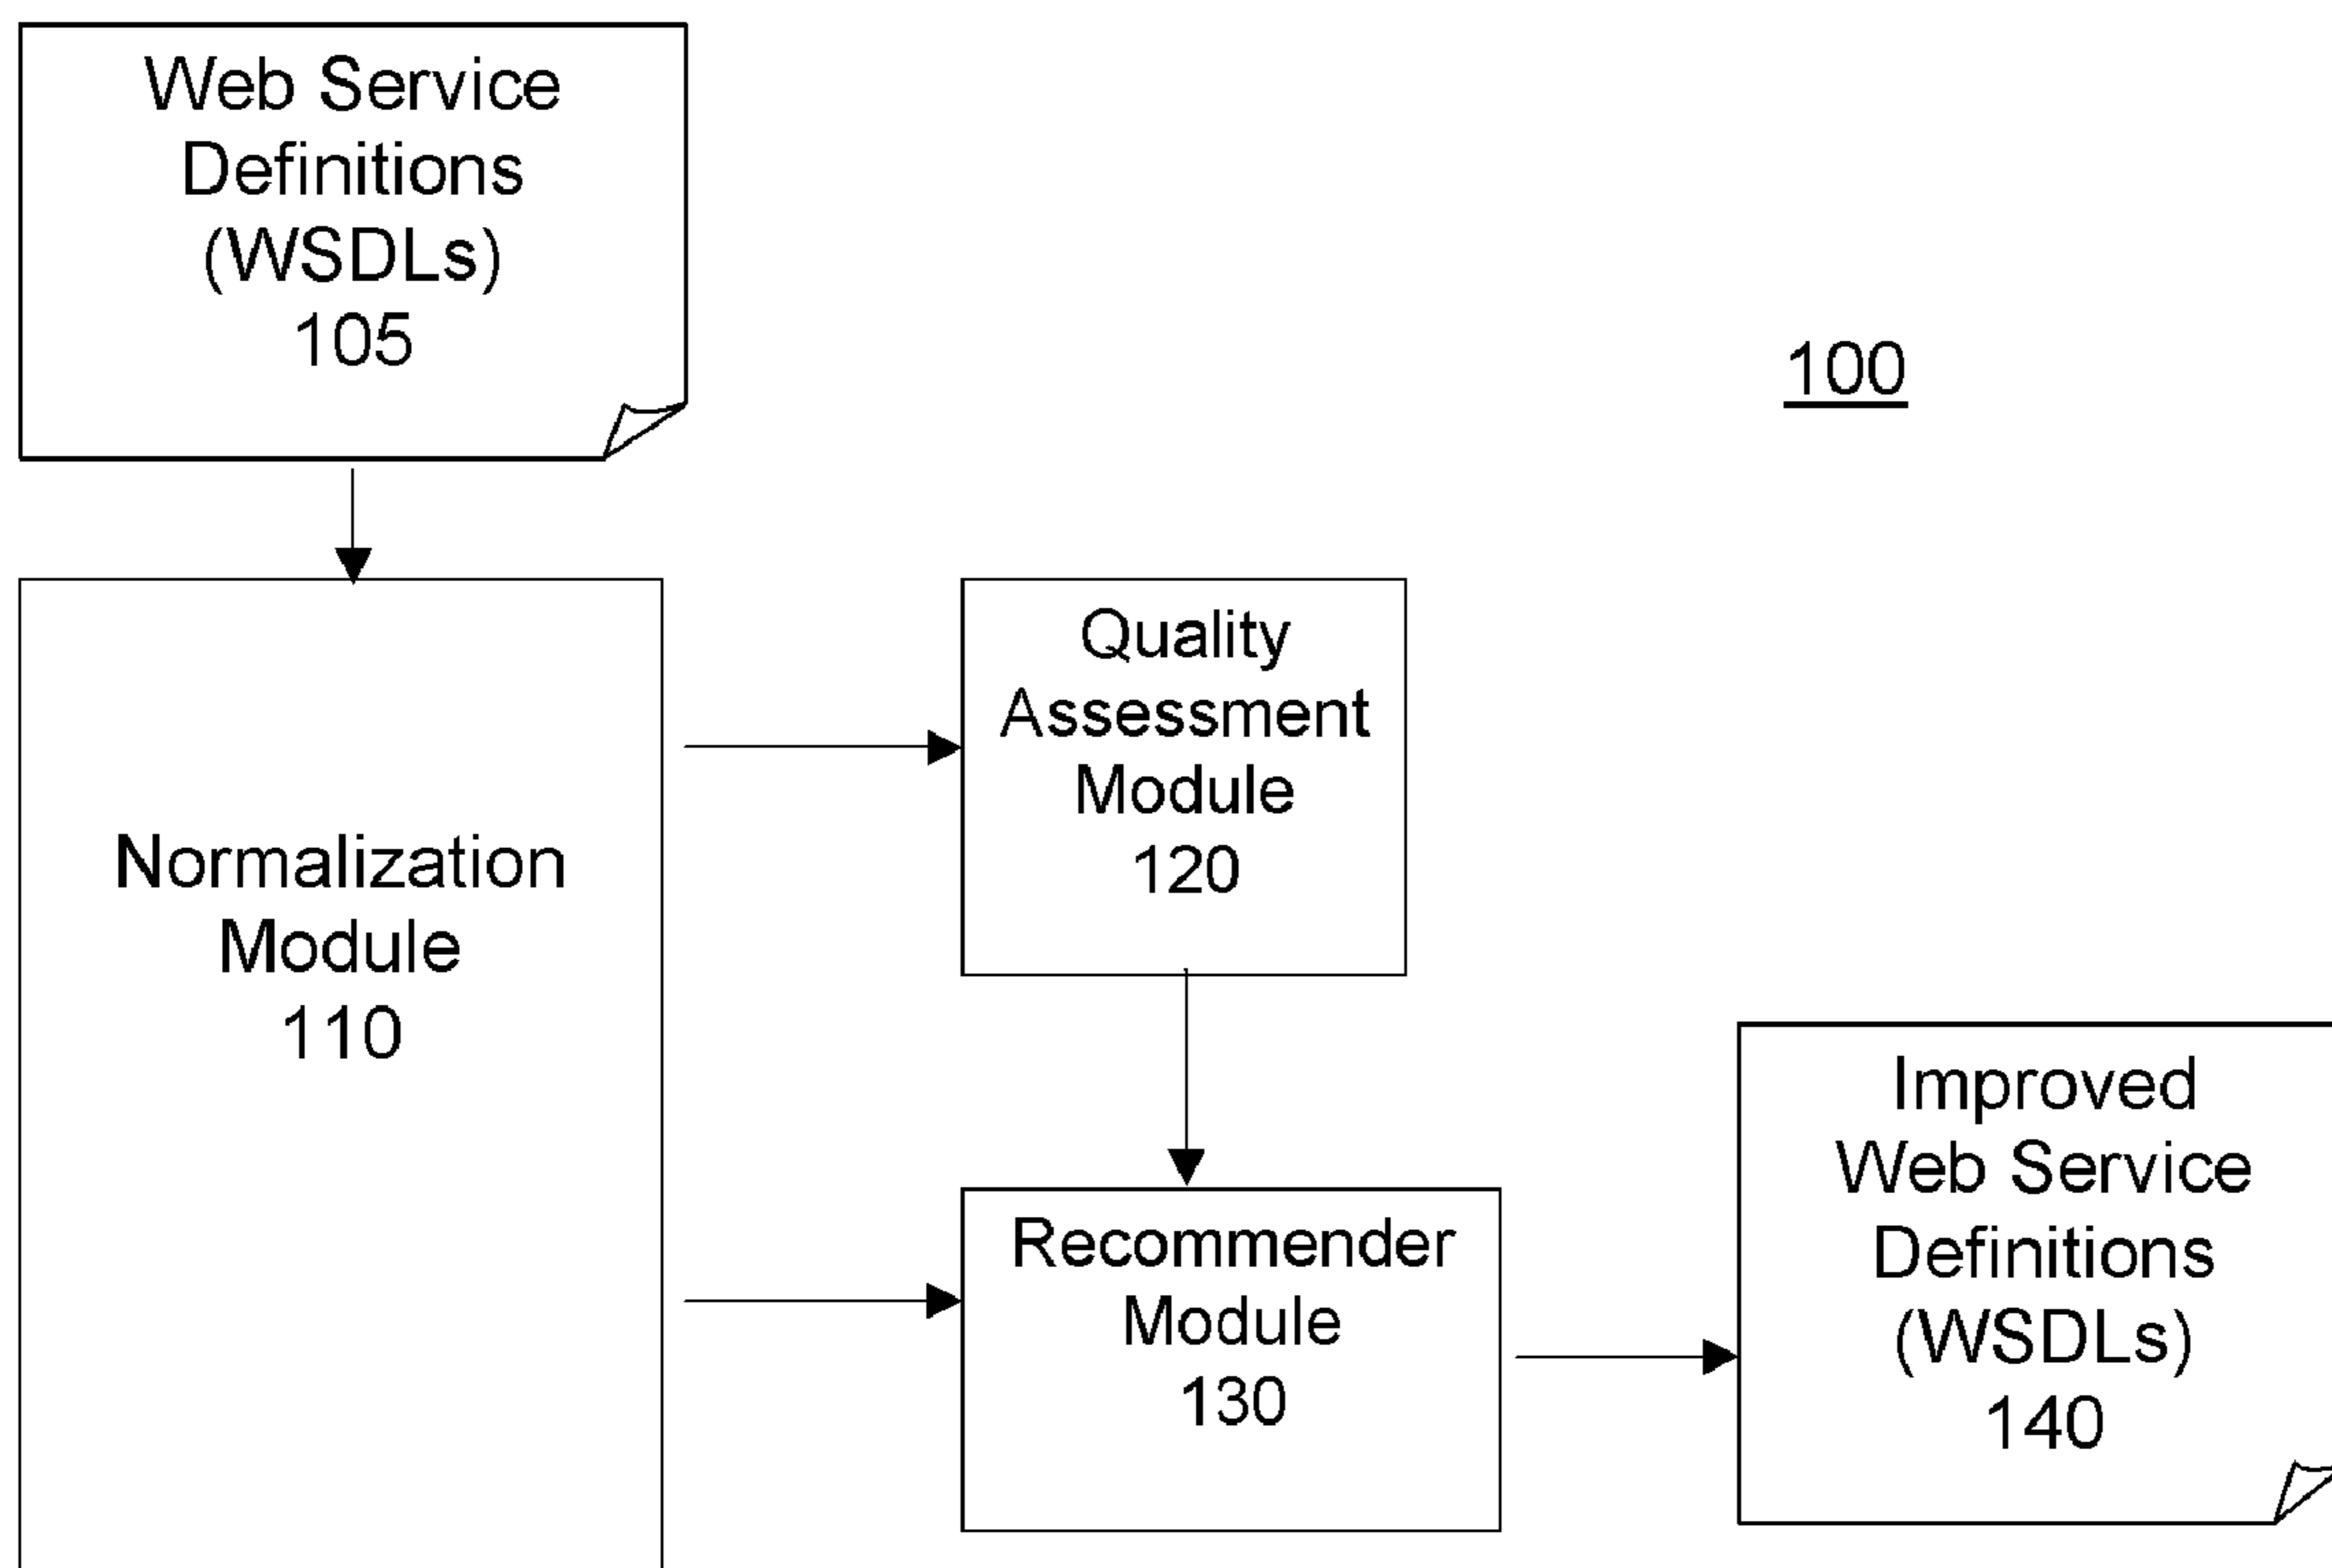 Web Service
Definitions
(WSDLs)
105
100
Normalization
Module
110
Quality
Assessment
Module
120
Recommender
Module
130
Improved
Web Service
Definitions
(WSDLs)
140